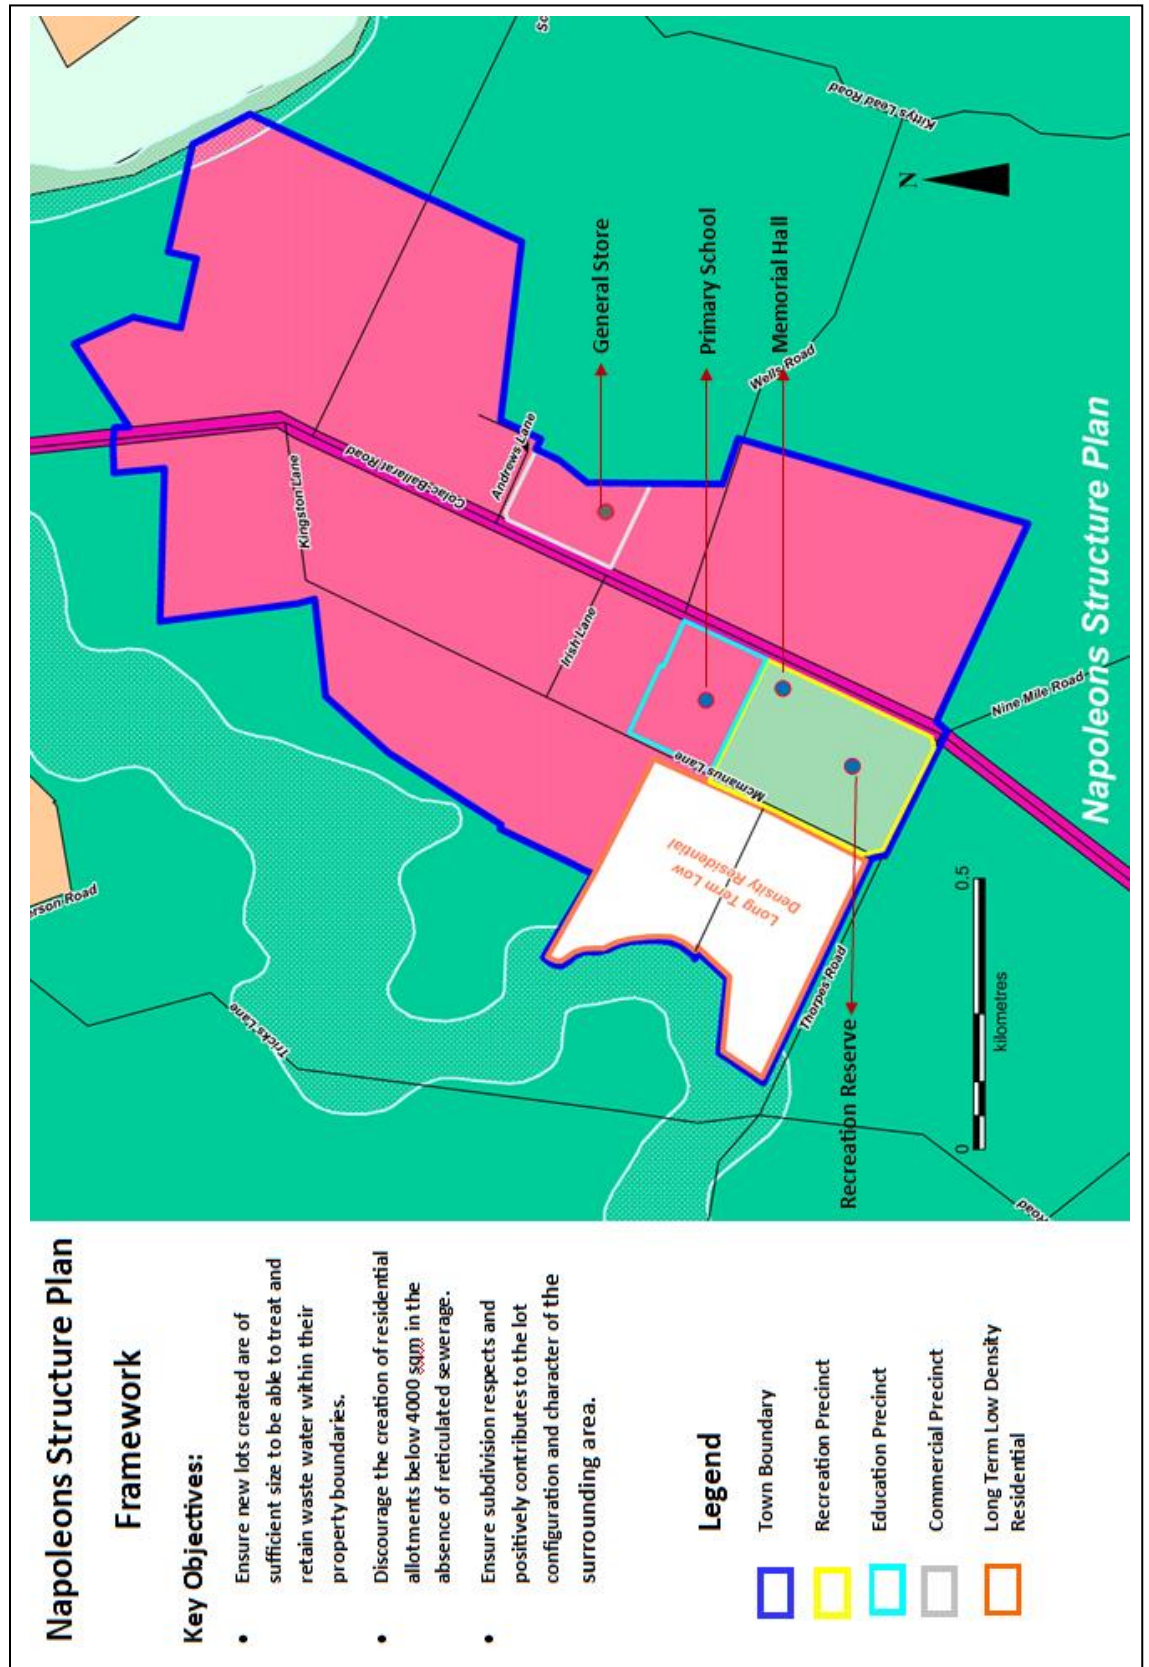 Napoleons Structure Plan
Framework
Key Objectives:
• Ensure new lots created are of
sufficient size to be able to treat and
retain waste water within their
property boundaries.
• Discourage the creation of residential
allotments below 4000 sqm in the
absence of reticulated sewerage.
• Ensure subdivision respects and
positively contributes to the lot
configuration and character of the
surrounding area.
Legend
Town Boundary
Recreation Precinct
Education Precinct
Commercial Precinct
Long Term Low Density
Residential
erson Road
Tricks Lane
Kingston Lane
Colac-Ballarat Road
Andrews Lane
Irish Lane
Mcmanus Lane
Long Term Low
Density Residential
Thorpes Road
Road
Sc
Kittys Lead Road
N
General Store
Primary School
Memorial Hall
Wells Road
Nine Mile Road
Recreation Reserve
0
0.5
kilometres
Napoleons Structure Plan